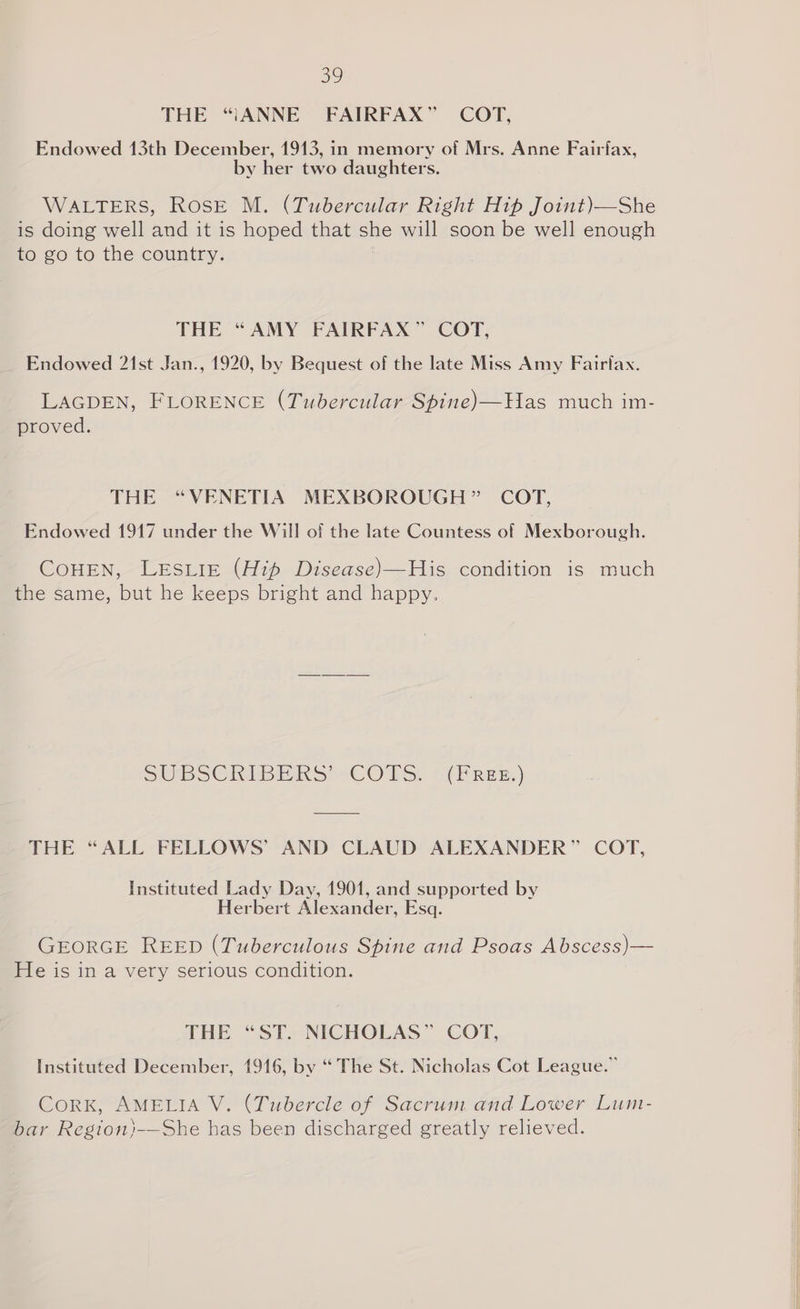 39
THE “ANNE FAIRFAX” COT,
Endowed 13th December, 1913, in memory of Mrs. Anne Fairfax,
by her two daughters.
WALTERS, ROSE M. (Tubercular Right Hip Joint)—She
is doing well and it is hoped that she will soon be well enough
to go to the country.
THE “AMY FAIRFAX” COT,
Endowed 21st Jan., 1920, by Bequest of the late Miss Amy Fairfax.
LAGDEN, FLORENCE (Tubercular Spine)—Has much im-
proved.
THE “VENETIA MEXBOROUGH” COT,
Endowed 1917 under the Will of the late Countess of Mexborough.
COHEN, LESLIE (Hip Disease)—His condition is much
the same, but he keeps bright and happy.
SUBSCRIBERS’ COTS. (FREE.)
THE “ALL FELLOWS’ AND CLAUD ALEXANDER” COT,
Instituted Lady Day, 1901, and supported by
Herbert Alexander, Esq.
GEORGE REED (Tuberculous Spine and Psoas Abscess)—
He is in a very serious condition.
THE “ST. NICHOLAS” COT,
Instituted December, 1916, by “The St. Nicholas Cot League.”
CORK, AMELIA V. (Tubercle of Sacrum and Lower Lum-
bar Region)—She has been discharged greatly relieved.